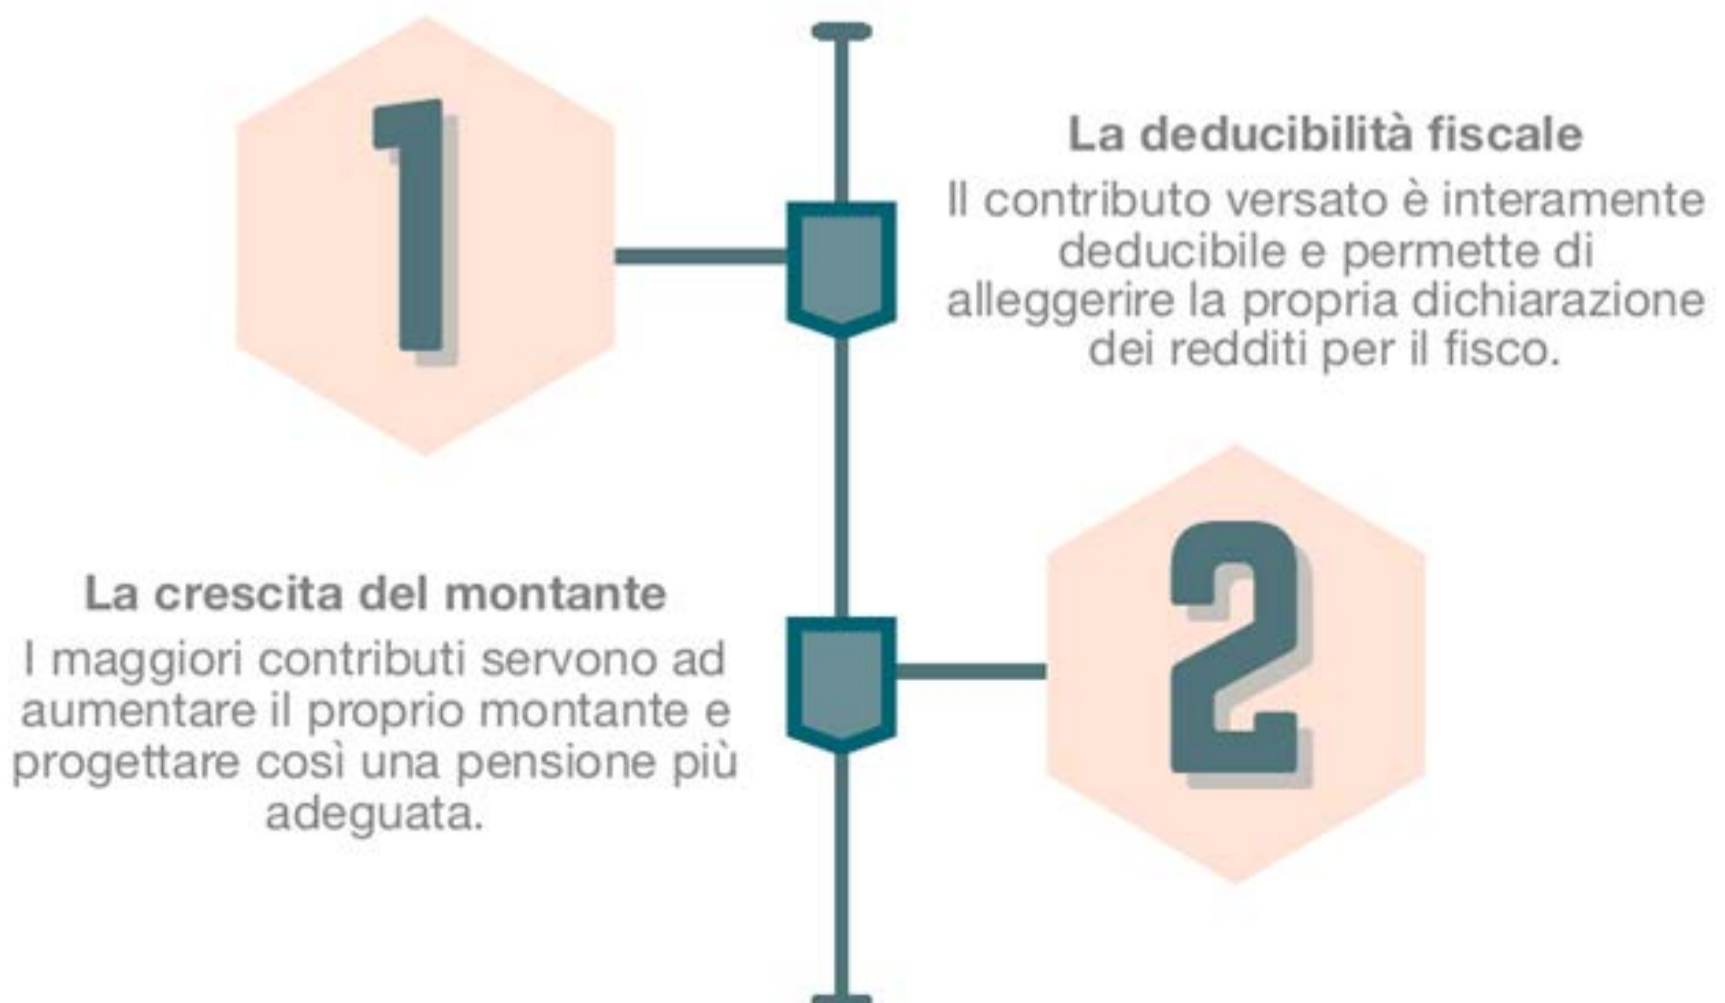 1
La deducibilità fiscale
Il contributo versato è interamente
deducibile e permette di
alleggerire la propria dichiarazione
dei redditi per il fisco.
2
La crescita del montante
I maggiori contributi servono ad
aumentare il proprio montante e
progettare così una pensione più
adeguata.